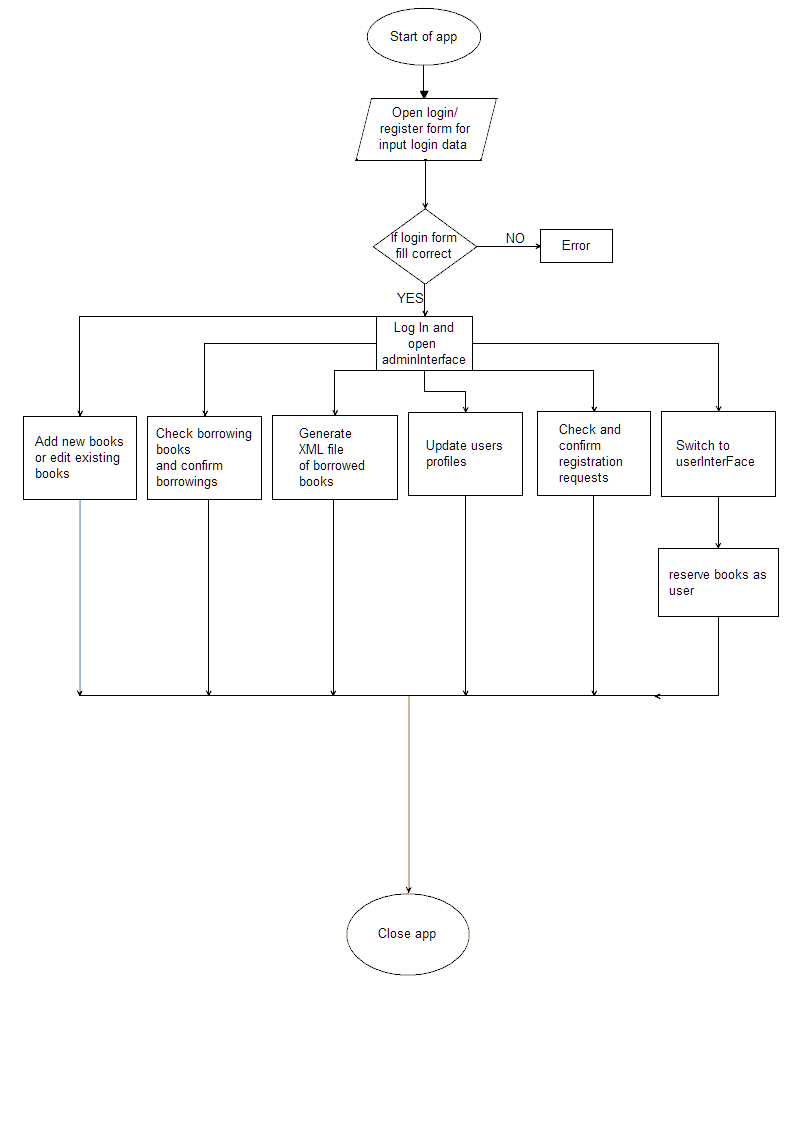 Start of app
Open login/
register form for
input login data
If login form
fill correct
NO
Error
YES
Log In and
open
adminInterface
Add new books
or edit existing
books
Check borrowing
books
and confirm
borrowings
Generate
XML file
of borrowed
books
Update users
profiles
Check and
confirm
registration
requests
Switch to
userInterFace
reserve books as
user
Close app